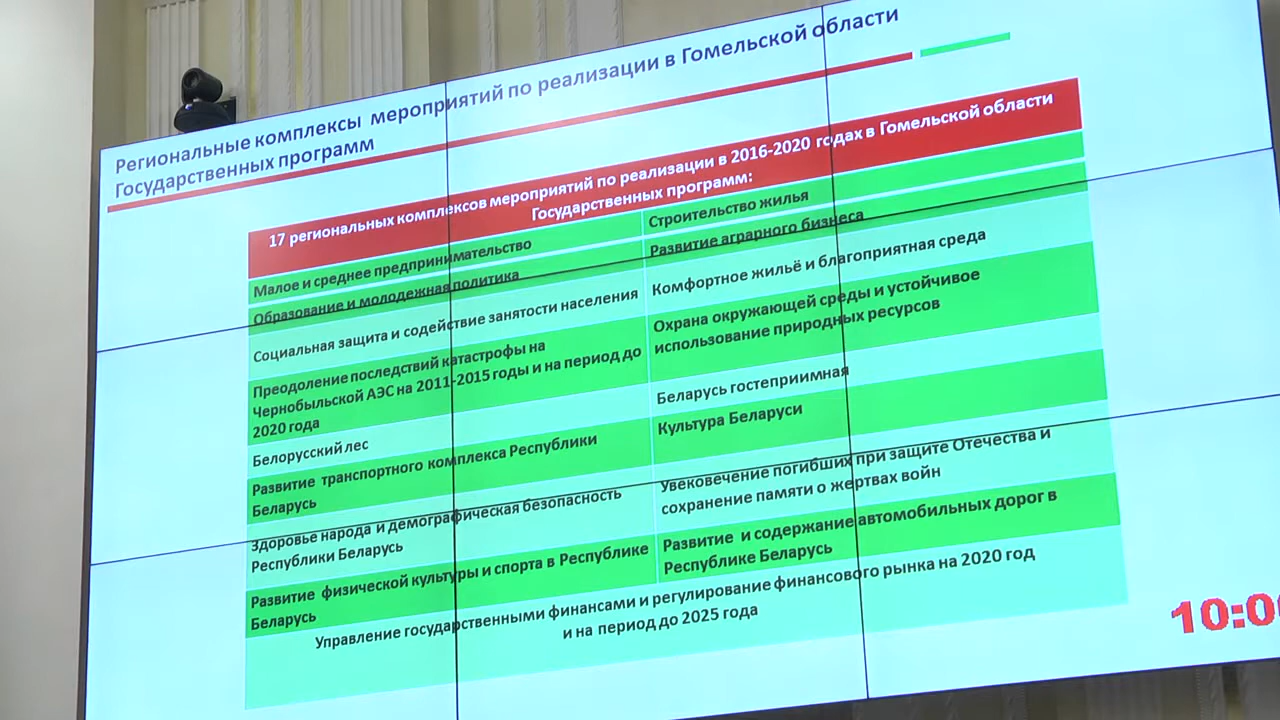 Региональные комплексы мероприятий по реализации в Гомельской области
Государственных программ
17 региональных комплексов мероприятий по реализации в 2016-2020 годах в Гомельской области
Государственных программ:
Малое и среднее предпринимательство
Строительство жилья
Образование и молодежная политика
Развитие аграрного бизнеса
Социальная защита и содействие занятости населения
Комфортное жильё и благоприятная среда
Преодоление последствий катастрофы на
Чернобыльской АЭС на 2011-2015 годы и на период до
2020 года
Охрана окружающей среды и устойчивое
использование природных ресурсов
Белорусский лес
Беларусь гостеприимная
Развитие транспортного комплекса Республики
Беларусь
Культура Беларуси
Здоровье народа и демографическая безопасность
Республики Беларусь
Увековечение погибших при защите Отечества и
сохранение памяти о жертвах войн
Развитие физической культуры и спорта в Республике
Беларусь
Развитие и содержание автомобильных дорог в
Республике Беларусь
Управление государственными финансами и регулирование финансового рынка на 2020 год
и на период до 2025 года